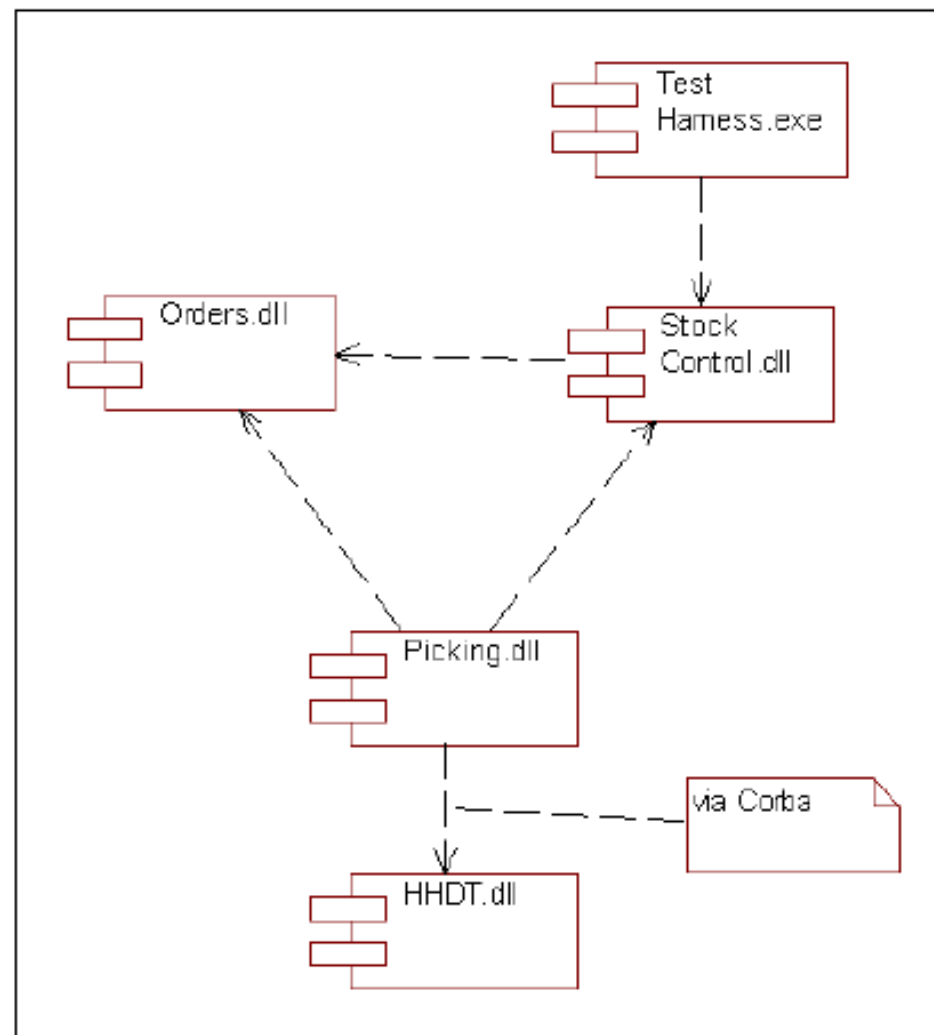 Test
Harness.exe
Orders.dll
Stock
Control.dll
Picking.dll
via Corba
HHDT.dll